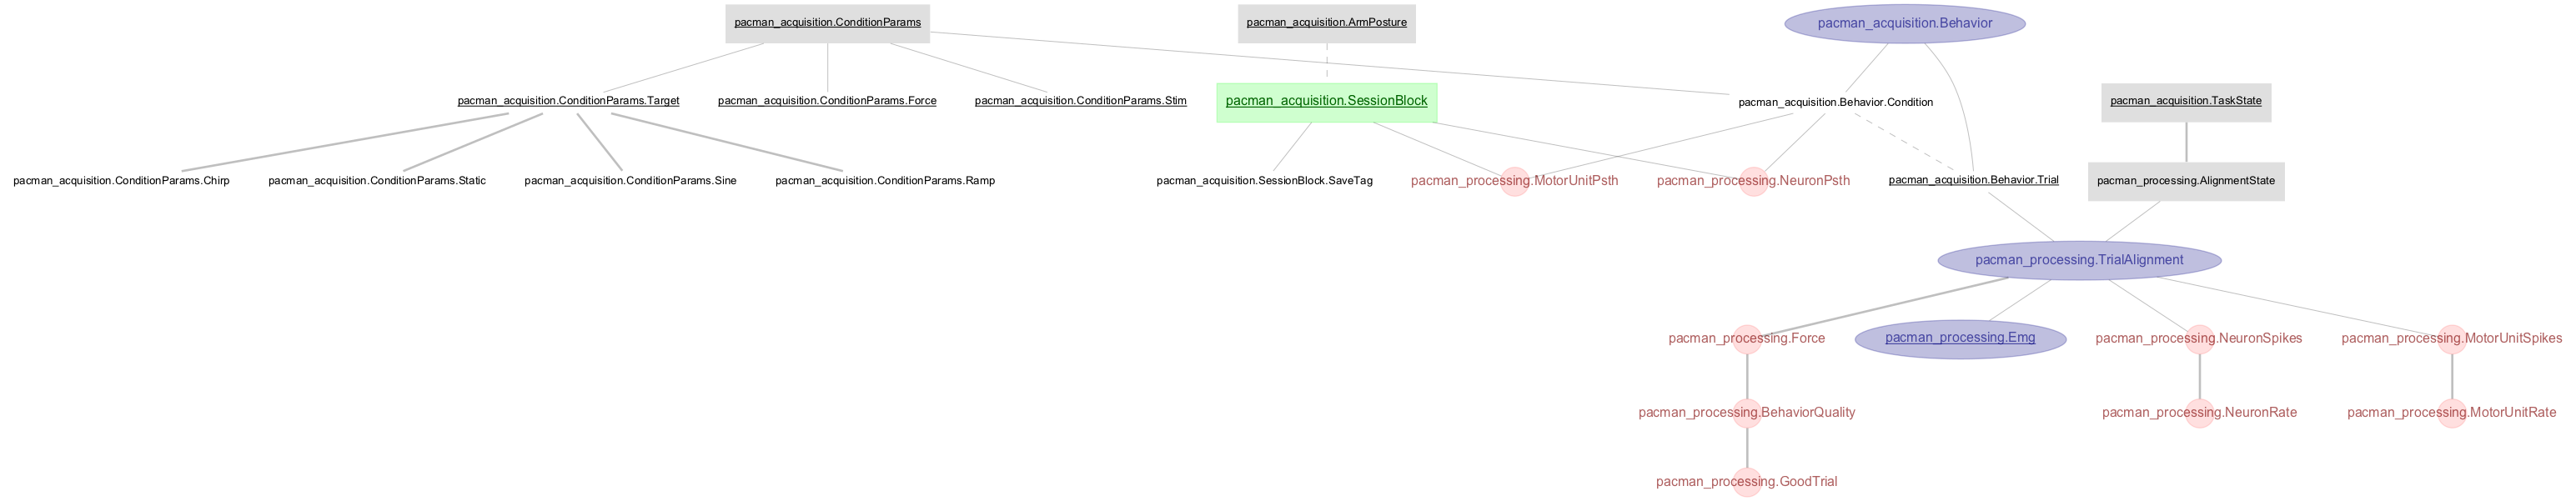 pacman_acquisition.ConditionParams
pacman_acquisition.ArmPosture
pacman_acquisition.Behavior
pacman_acquisition.ConditionParams.Target
pacman_acquisition.ConditionParams.Force
pacman_acquisition.ConditionParams.Stim
pacman_acquisition.SessionBlock
pacman_acquisition.Behavior.Condition
pacman_acquisition.TaskState
pacman_acquisition.ConditionParams.Chirp
pacman_acquisition.ConditionParams.Static
pacman_acquisition.ConditionParams.Sine
pacman_acquisition.ConditionParams.Ramp
pacman_acquisition.SessionBlock.SaveTag
pacman_processing.MotorUnitPsth
pacman_processing.NeuronPsth
pacman_acquisition.Behavior.Trial
pacman_processing.AlignmentState
pacman_processing.TrialAlignment
pacman_processing.Force
pacman_processing.Emg
pacman_processing.NeuronSpikes
pacman_processing.MotorUnitSpikes
pacman_processing.BehaviorQuality
pacman_processing.NeuronRate
pacman_processing.MotorUnitRate
pacman_processing.GoodTrial